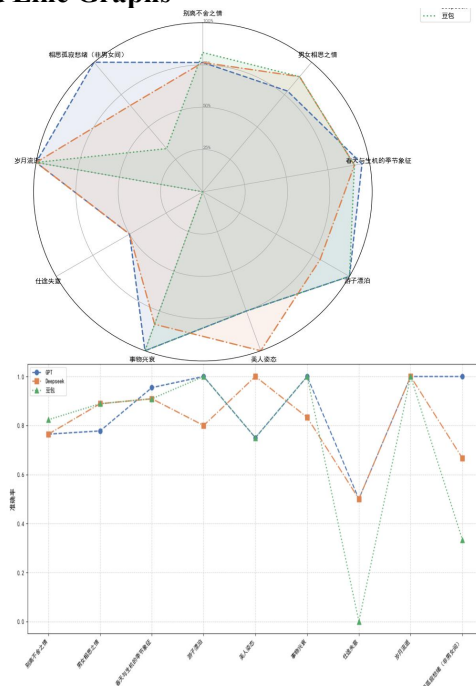 别离不舍之情
豆包
相思孤寂愁绪（非男女间）
男女相思之情
春天与生机的季节象征
岁月流逝
仕途失意
游子漂泊
事物兴衰
美人姿态
GPT
Deepseek
豆包
准确率
1.0
0.8
0.6
0.4
0.2
0.0
别离不舍之情
男女相思之情
春天与生机的季节象征
游子漂泊
美人姿态
事物兴衰
仕途失意
岁月流逝
孤寂愁绪（非男女间）